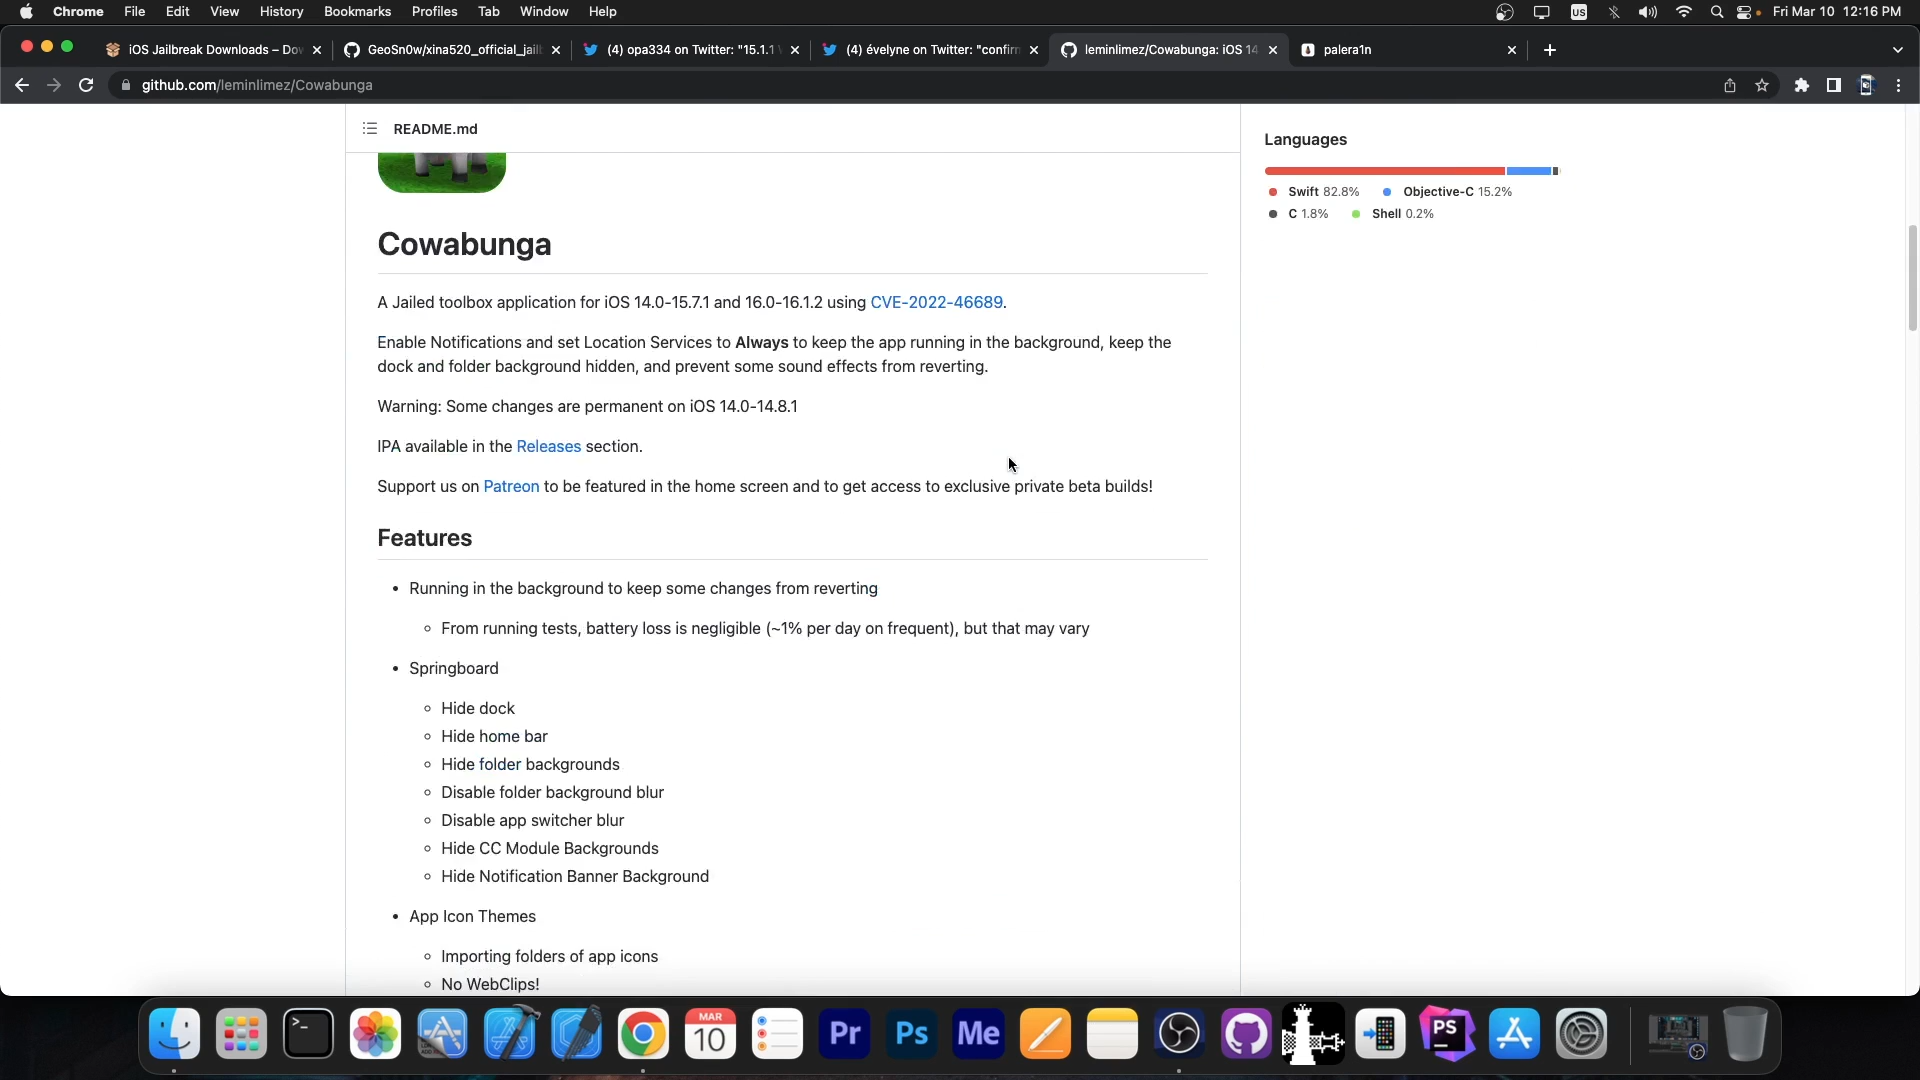 Chrome File Edit View History Bookmarks Profiles Tab Window Help US Fri Mar 10 12:16 PM
iOS Jailbreak Downloads – Do GeoSn0w/xina520_official_jail (4) opa334 on Twitter: "15.1.1 (4) évelyne on Twitter: "confirm leminlimez/Cowabunga: iOS 14 palera1n
github.com/leminlimez/Cowabunga
README.md
Languages
Swift 82.8% Objective-C 15.2%
C 1.8% Shell 0.2%
Cowabunga
A Jailed toolbox application for iOS 14.0-15.7.1 and 16.0-16.1.2 using CVE-2022-46689.
Enable Notifications and set Location Services to Always to keep the app running in the background, keep the
dock and folder background hidden, and prevent some sound effects from reverting.
Warning: Some changes are permanent on iOS 14.0-14.8.1
IPA available in the Releases section.
Support us on Patreon to be featured in the home screen and to get access to exclusive private beta builds!
Features
• Running in the background to keep some changes from reverting
◦ From running tests, battery loss is negligible (~1% per day on frequent), but that may vary
• Springboard
◦ Hide dock
◦ Hide home bar
◦ Hide folder backgrounds
◦ Disable folder background blur
◦ Disable app switcher blur
◦ Hide CC Module Backgrounds
◦ Hide Notification Banner Background
• App Icon Themes
◦ Importing folders of app icons
◦ No WebClips!
MAR
10
Pr Ps Me PS